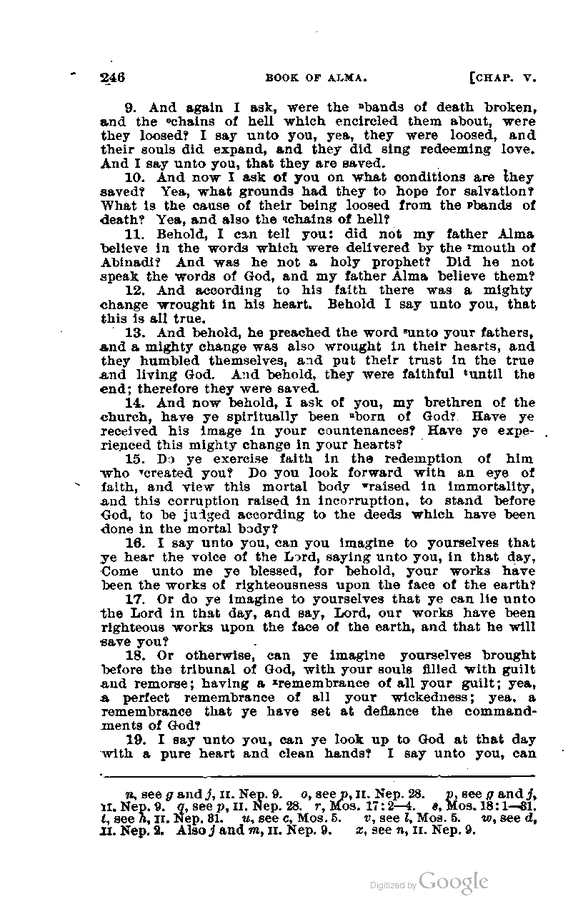 246 BOOK OF ALMA. [CHAP. V.
9. And again I ask, were the ⁿbands of death broken,
and the ᵒchains of hell which encircled them about, were
they loosed? I say unto you, yea, they were loosed, and
their souls did expand, and they did sing redeeming love.
And I say unto you, that they are saved.
10. And now I ask of you on what conditions are they
saved? Yea, what grounds had they to hope for salvation?
What is the cause of their being loosed from the ᵖbands of
death? Yea, and also the qchains of hell?
11. Behold, I can tell you: did not my father Alma
believe in the words which were delivered by the ʳmouth of
Abinadi? And was he not a holy prophet? Did he not
speak the words of God, and my father Alma believe them?
12. And according to his faith there was a mighty
change wrought in his heart. Behold I say unto you, that
this is all true.
13. And behold, he preached the word ˢunto your fathers,
and a mighty change was also wrought in their hearts, and
they humbled themselves, and put their trust in the true
and living God. And behold, they were faithful ᵗuntil the
end; therefore they were saved.
14. And now behold, I ask of you, my brethren of the
church, have ye spiritually been ᵘborn of God? Have ye
received his image in your countenances? Have ye expe-
rienced this mighty change in your hearts?
15. Do ye exercise faith in the redemption of him
who ᵛcreated you? Do you look forward with an eye of
faith, and view this mortal body ʷraised in immortality,
and this corruption raised in incorruption, to stand before
God, to be judged according to the deeds which have been
done in the mortal body?
16. I say unto you, can you imagine to yourselves that
ye hear the voice of the Lord, saying unto you, in that day,
Come unto me ye blessed, for behold, your works have
been the works of righteousness upon the face of the earth?
17. Or do ye imagine to yourselves that ye can lie unto
the Lord in that day, and say, Lord, our works have been
righteous works upon the face of the earth, and that he will
save you?
18. Or otherwise, can ye imagine yourselves brought
before the tribunal of God, with your souls filled with guilt
and remorse; having a ˣremembrance of all your guilt; yea,
a perfect remembrance of all your wickedness; yea, a
remembrance that ye have set at defiance the command-
ments of God?
19. I say unto you, can ye look up to God at that day
with a pure heart and clean hands? I say unto you, can
n, see g and j, II. Nep. 9. o, see p, II. Nep. 28. p, see g and j,
II. Nep. 9. q, see p, II. Nep. 28. r, Mos. 17: 2—4. s, Mos. 18: 1—31.
t, see h, II. Nep. 31. u, see c, Mos. 5. v, see l, Mos. 5. w, see d,
II. Nep. 2. Also j and m, II. Nep. 9. x, see n, II. Nep. 9.
Digitized by Google